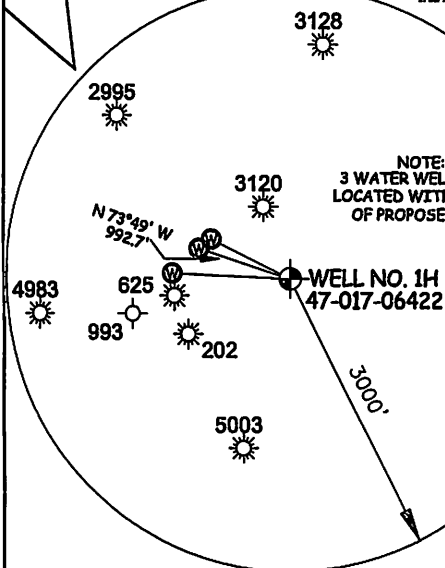 3128
2995
NOTE:
3 WATER WEL
LOCATED WITH
OF PROPOSE
3120
N 73°49' W
992.7'
W
W
W
WELL NO. 1H
47-017-06422
625
4983
993
202
3000'
5003